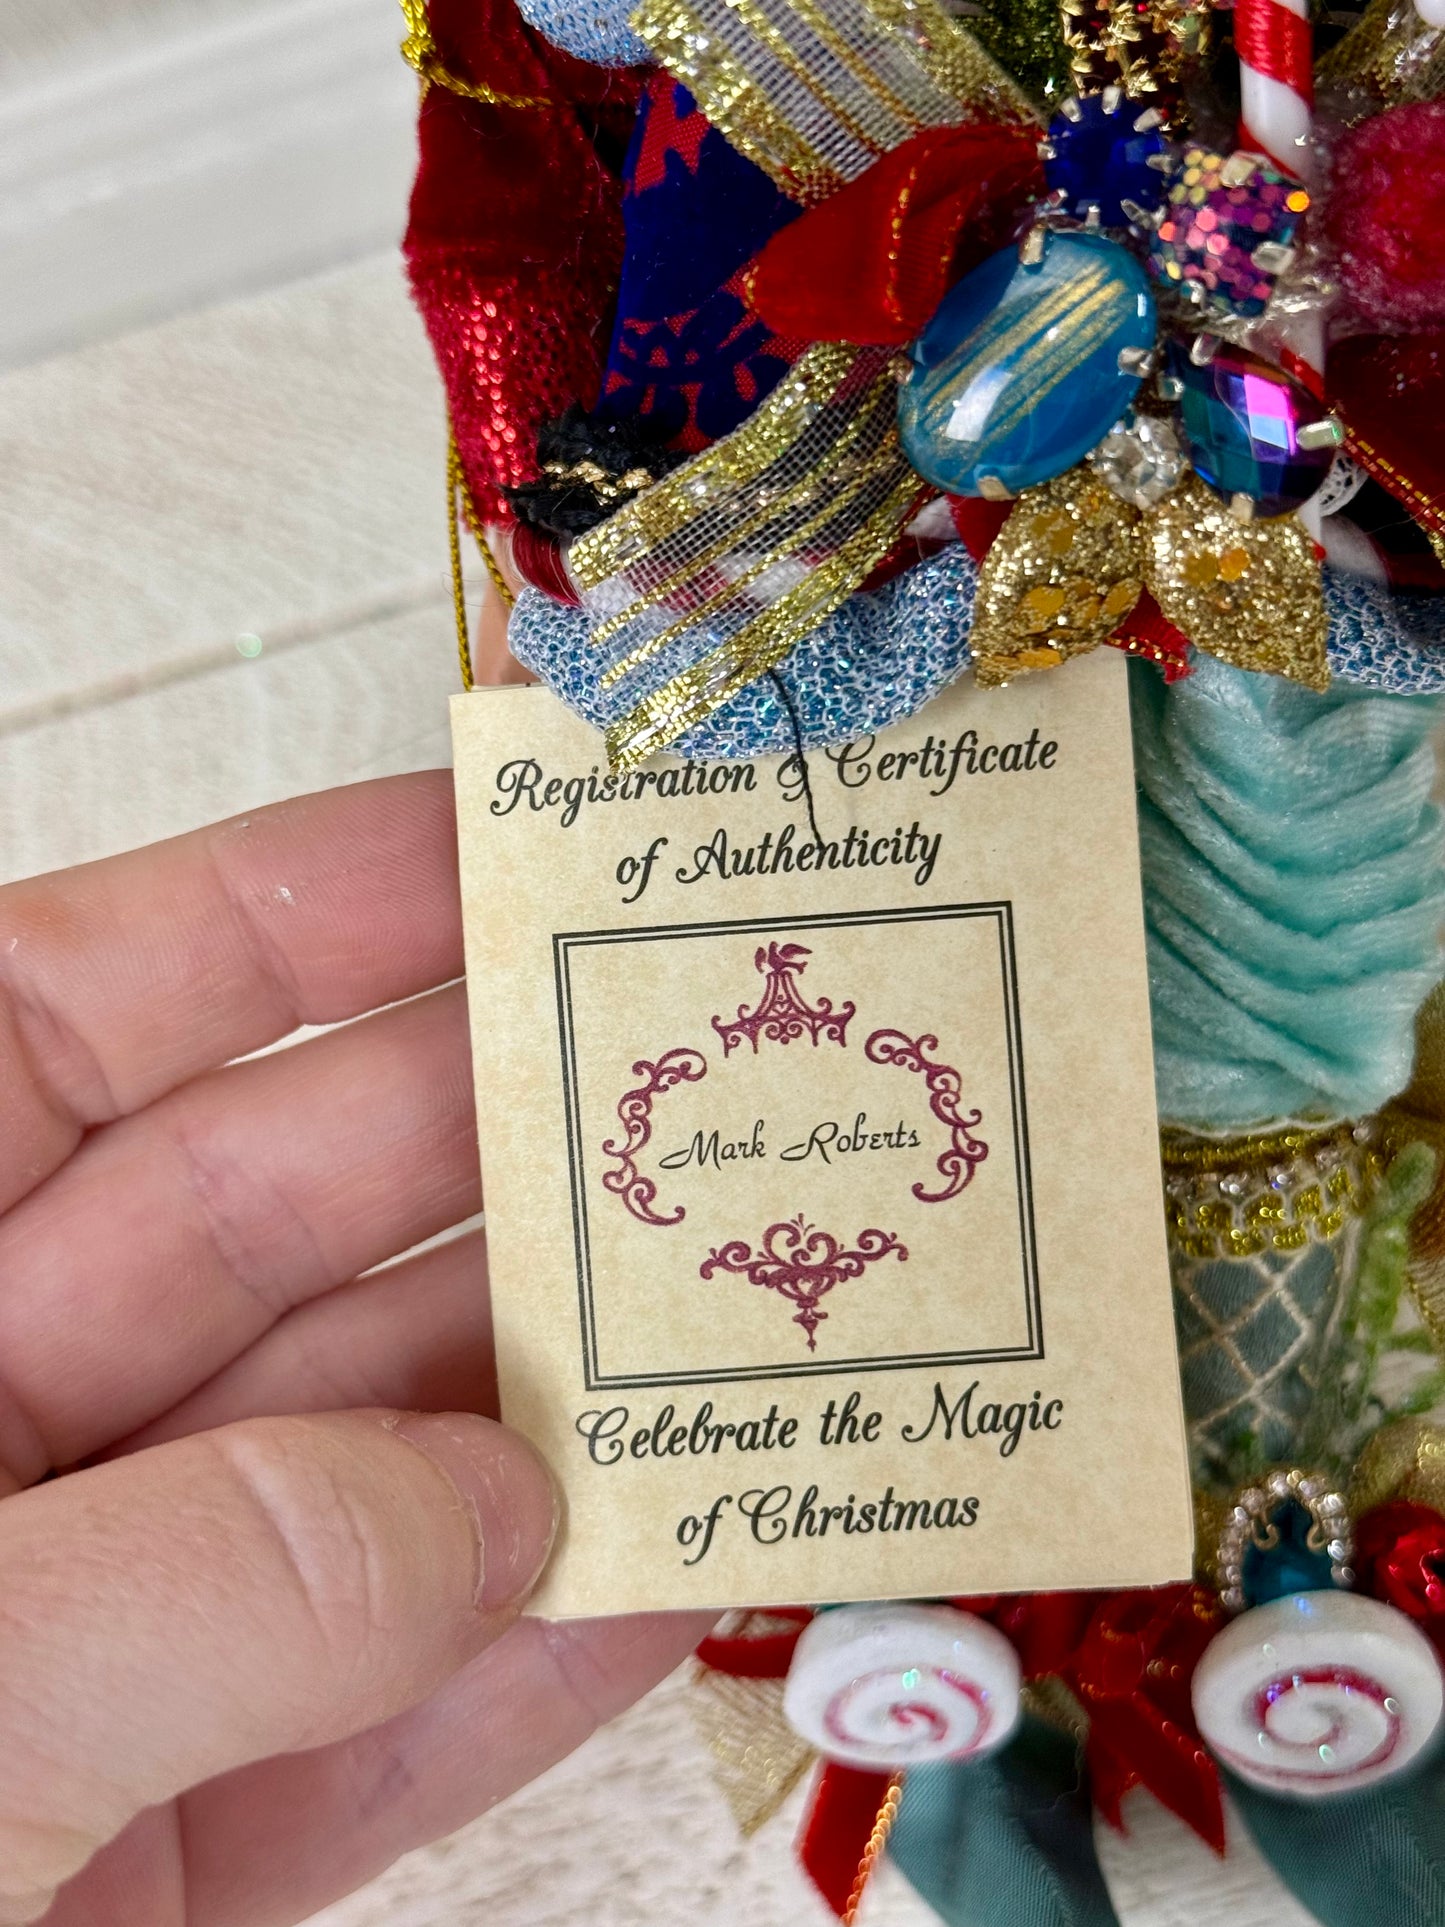 Registration & Certificate
of Authenticity
Mark Roberts
Celebrate the Magic
of Christmas